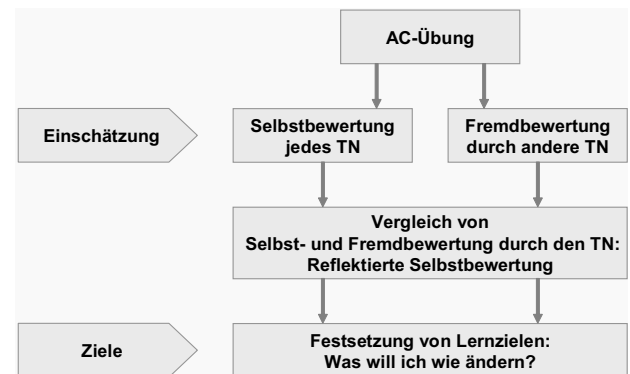 AC-Übung
Einschätzung
Selbstbewertung
jedes TN
Fremdbewertung
durch andere TN
Vergleich von
Selbst- und Fremdbewertung durch den TN:
Reflektierte Selbstbewertung
Ziele
Festsetzung von Lernzielen:
Was will ich wie ändern?